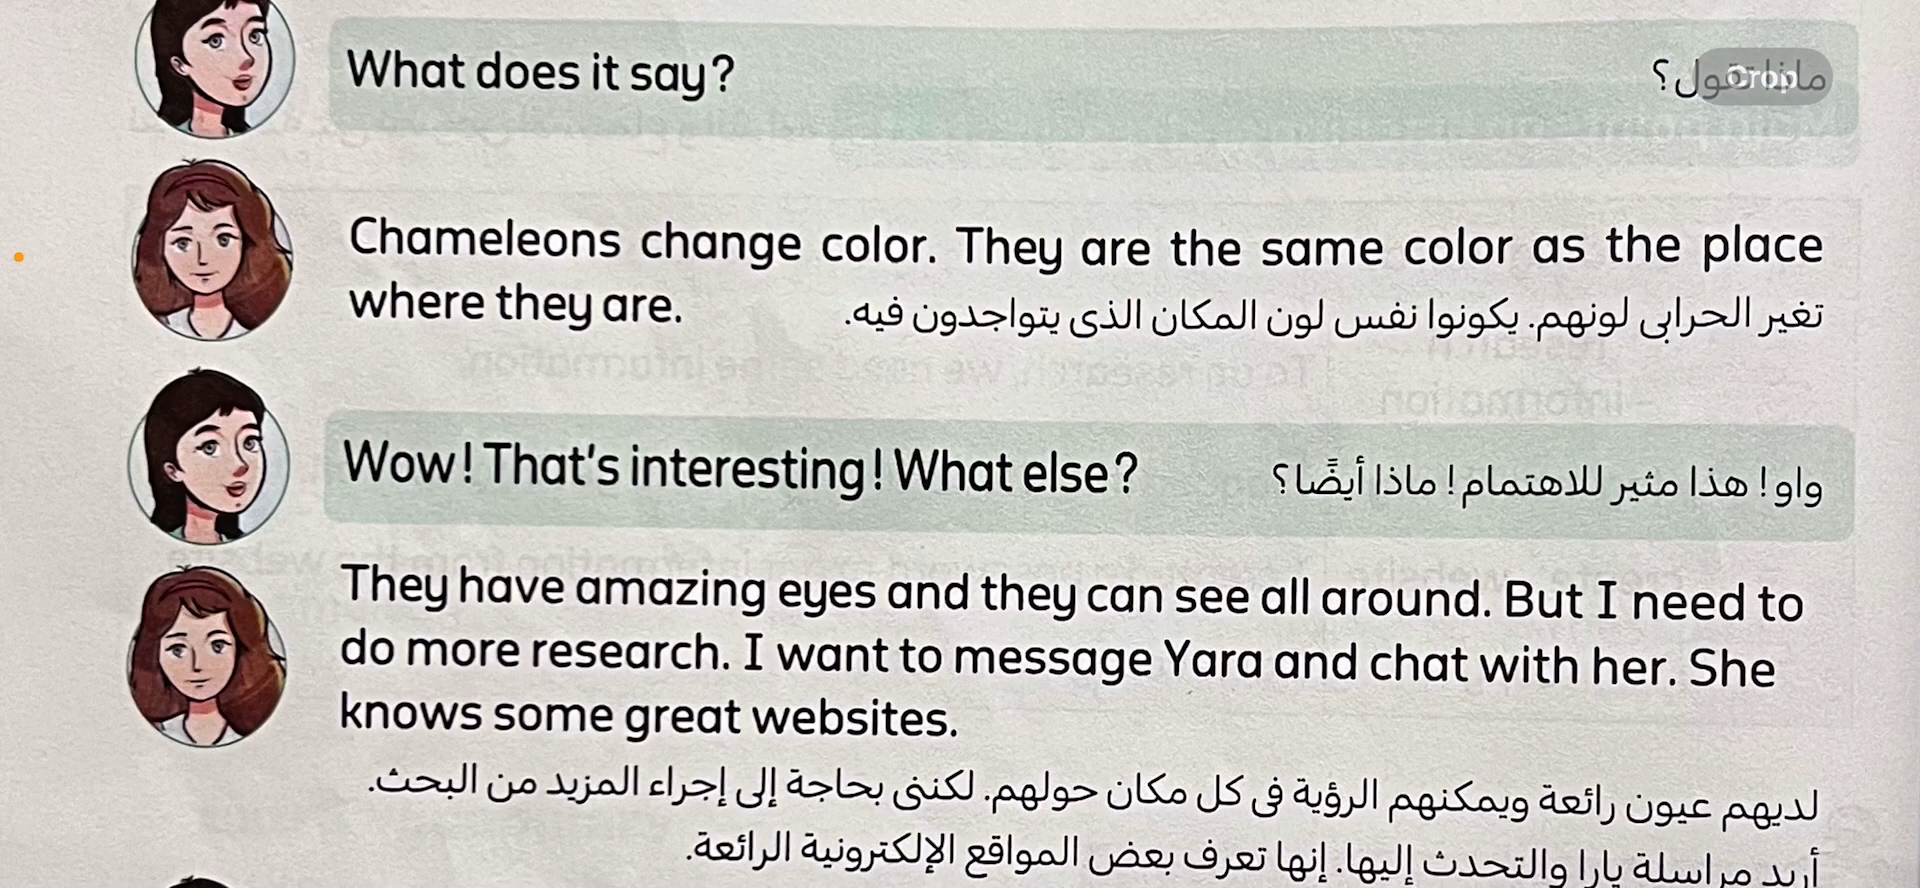 What does it say?
ماذا تقول؟
Crop
Chameleons change color. They are the same color as the place
where they are.
تغير الحرابى لونهم. يكونوا نفس لون المكان الذى يتواجدون فيه.
Wow! That's interesting! What else?
واو! هذا مثير للاهتمام! ماذا أيضًا؟
They have amazing eyes and they can see all around. But I need to
do more research. I want to message Yara and chat with her. She
knows some great websites.
لديهم عيون رائعة ويمكنهم الرؤية فى كل مكان حولهم. لكننى بحاجة إلى إجراء المزيد من البحث.
أريد مراسلة يارا والتحدث إليها. إنها تعرف بعض المواقع الإلكترونية الرائعة.